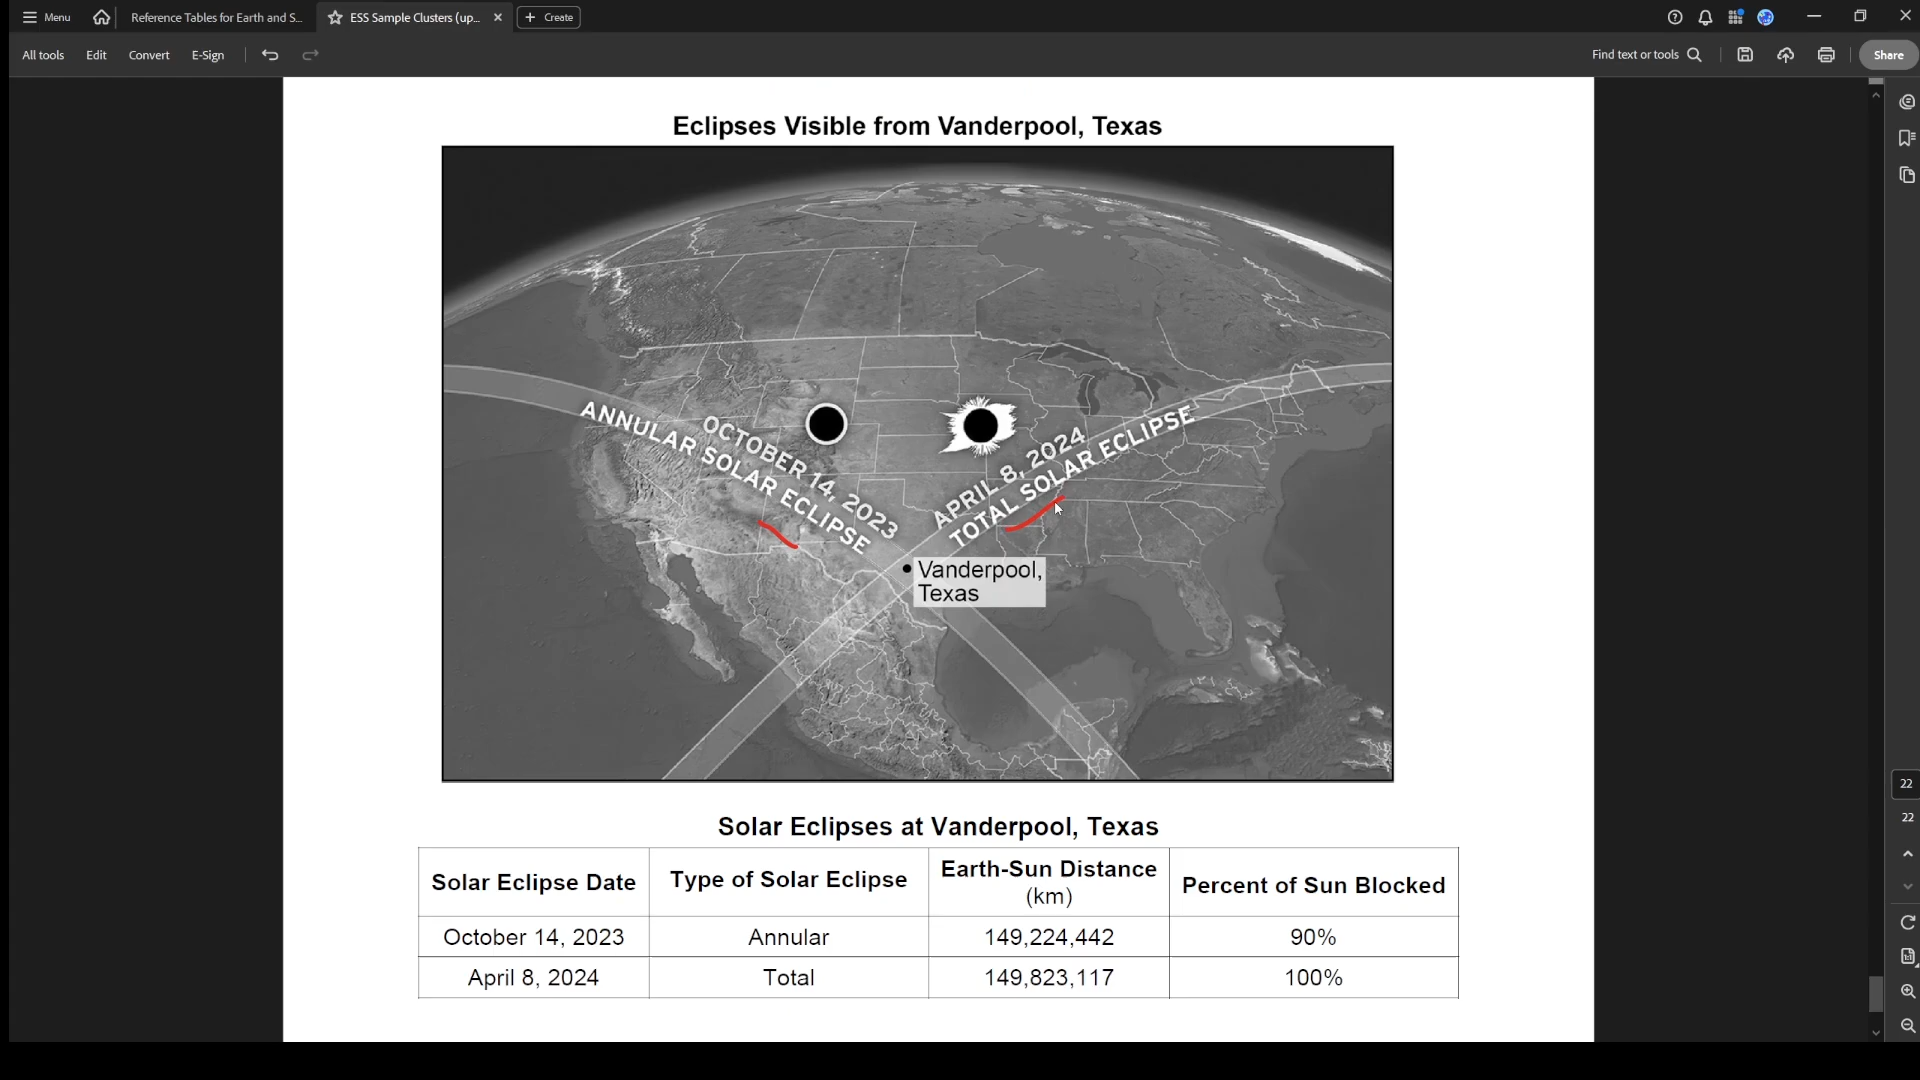 Menu
Reference Tables for Earth and S...
ESS Sample Clusters (up...
Create
All tools
Edit
Convert
E-Sign
Find text or tools
Share
Eclipses Visible from Vanderpool, Texas
OCTOBER 14, 2023
ANNULAR SOLAR ECLIPSE
APRIL 8, 2024
TOTAL SOLAR ECLIPSE
Vanderpool,
Texas
Solar Eclipses at Vanderpool, Texas
Solar Eclipse Date Type of Solar Eclipse Earth-Sun Distance (km) Percent of Sun Blocked
October 14, 2023 Annular 149,224,442 90%
April 8, 2024 Total 149,823,117 100%
22
22